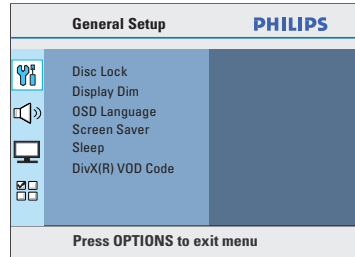 General Setup
PHILIPS
Disc Lock
Display Dim
OSD Language
Screen Saver
Sleep
DivX(R) VOD Code
Press OPTIONS to exit menu